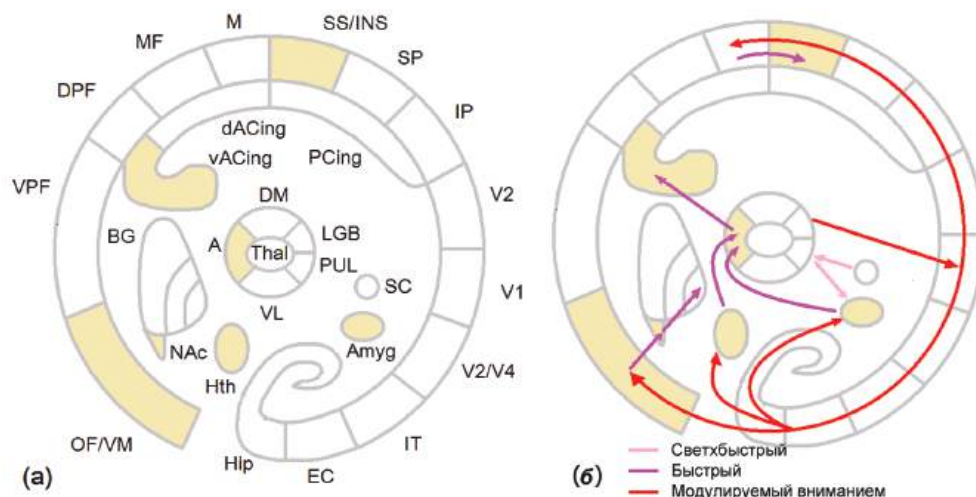 M
SS/INS
MF
SP
DPF
IP
dACing
vACing
PCing
VPF
DM
V2
BG
A
Thal
LGB
PUL
SC
V1
VL
NAc
Amyg
Hth
V2/V4
OF/VM
IT
Hip
EC
(а)
(б)
Светхбыстрый
Быстрый
Модулируемый вниманием